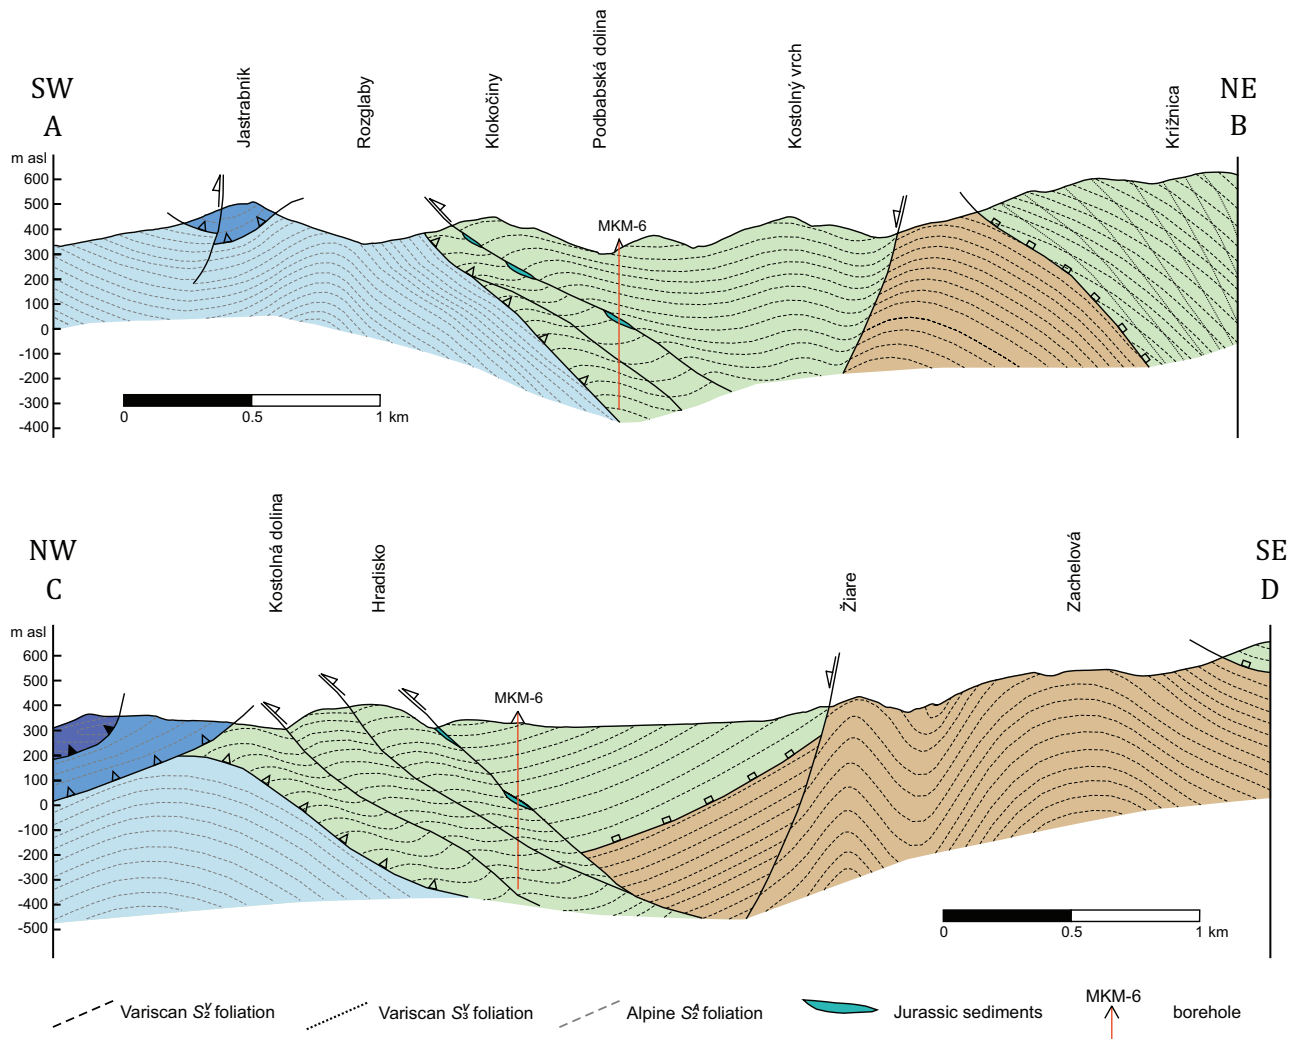 SW
A
NE
B
Jastrabník
Rozglaby
Klokočiny
Podbabská dolina
Kostolný vrch
Križnica
m asl
600
500
400
300
200
100
0
-100
-200
-300
-400
MKM-6
0 0.5 1 km
NW
C
SE
D
Kostolná dolina
Hradisko
Žiare
Zachelová
m asl
600
500
400
300
200
100
0
-100
-200
-300
-400
-500
MKM-6
0 0.5 1 km
Variscan S₂ⱽ foliation
Variscan S₃ⱽ foliation
Alpine S₂ᴬ foliation
Jurassic sediments
MKM-6
borehole